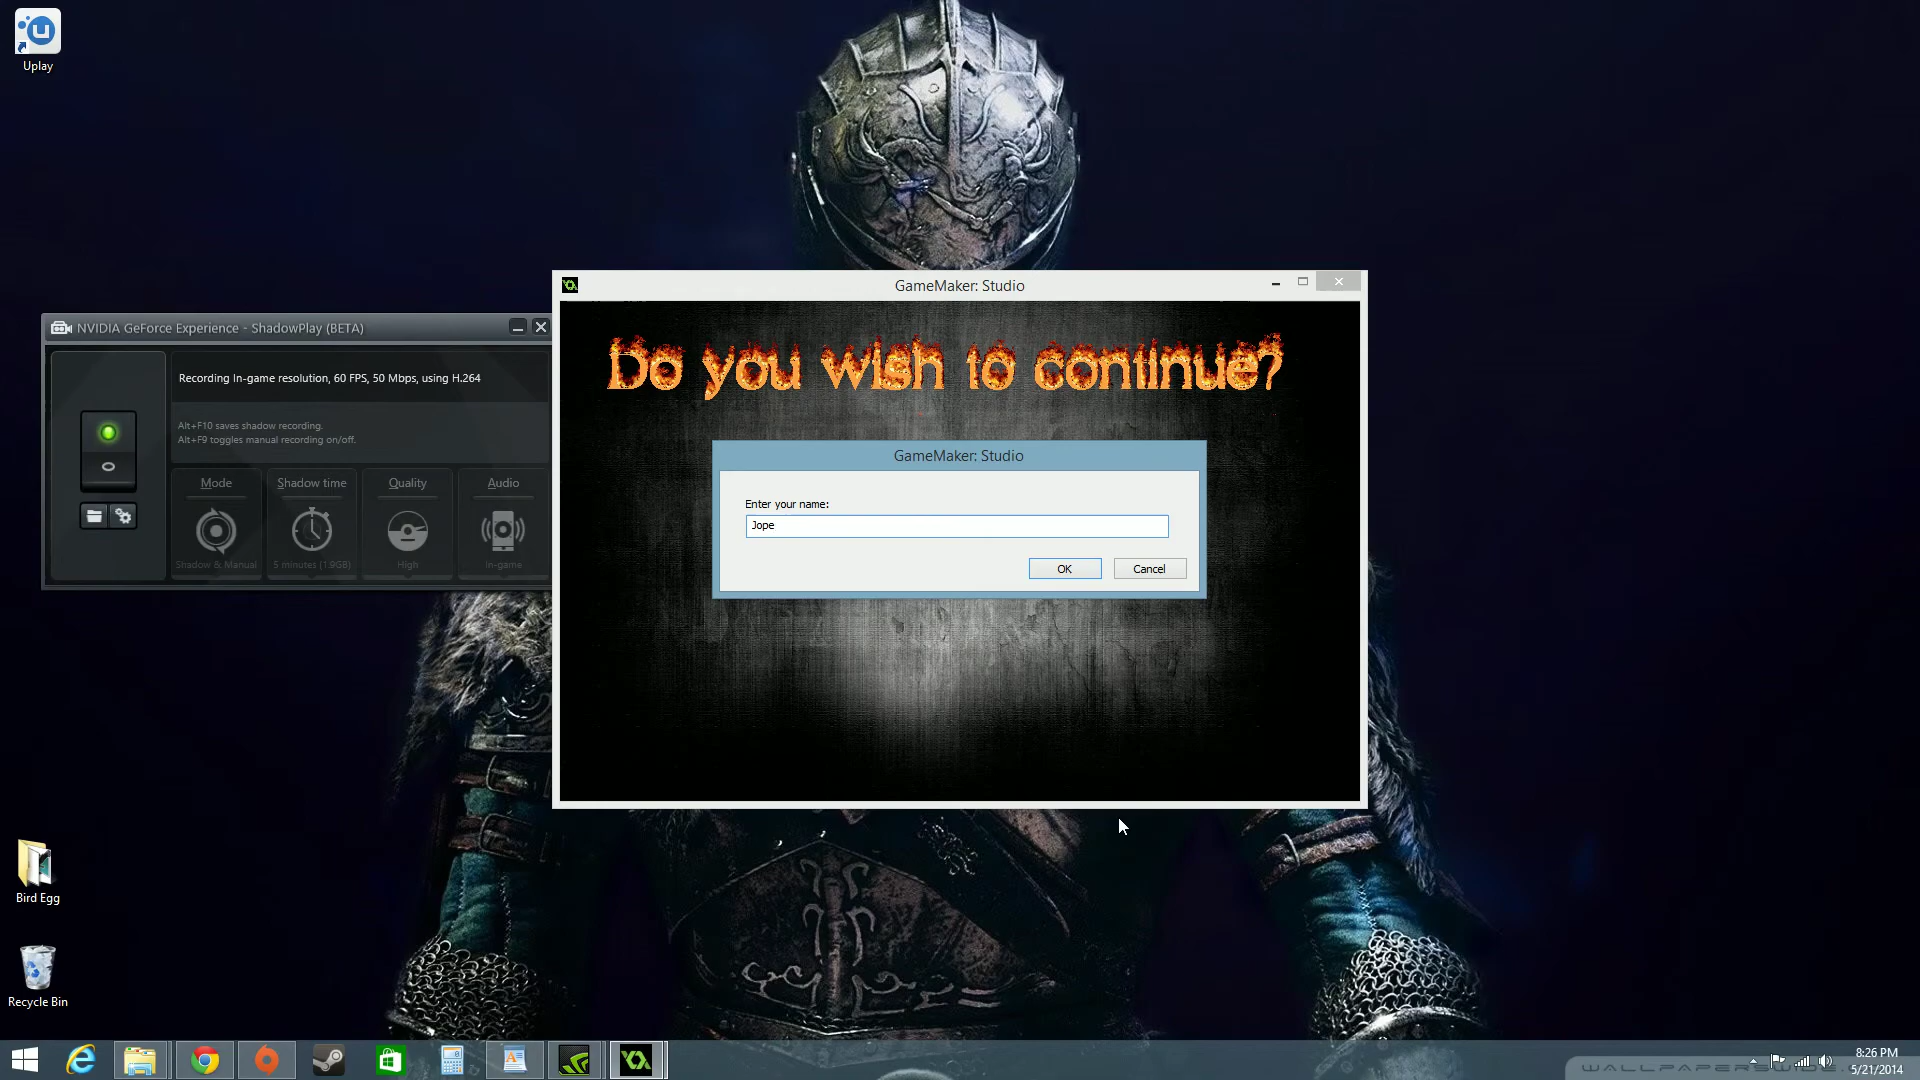 Uplay
GameMaker: Studio
NVIDIA GeForce Experience - ShadowPlay (BETA)
Recording In-game resolution, 60 FPS, 50 Mbps, using H.264
Alt+F10 saves shadow recording.
Alt+F9 toggles manual recording on/off.
Mode
Shadow time
Quality
Audio
Shadow & Manual
5 minutes (1.9GB)
High
In-game
Do you wish to continue?
GameMaker: Studio
Enter your name:
Jope
OK
Cancel
Bird Egg
Recycle Bin
8:26 PM
5/21/2014